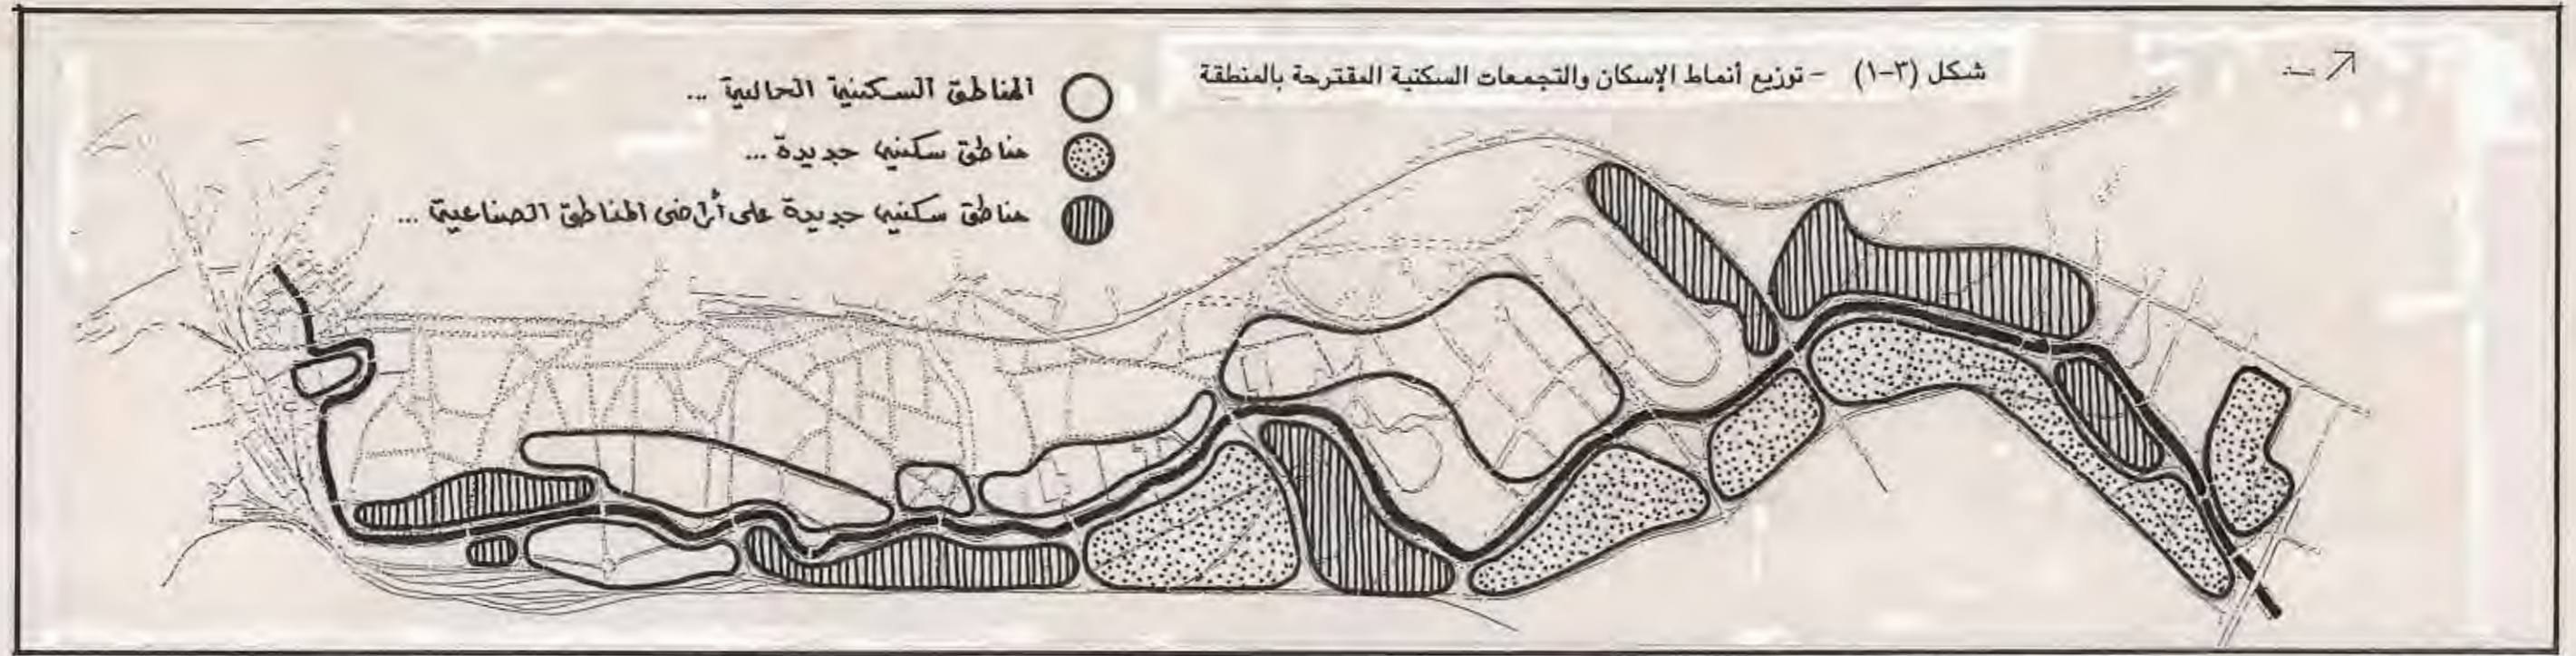 شكل (٣-١) - توزيع أنماط الإسكان والتجمعات السكنية المقترحة بالمنطقة
المناطق السكنية الحالية ...
مناطق سكنية جديدة ...
مناطق سكنية جديدة على أراضى المناطق الصناعية ...